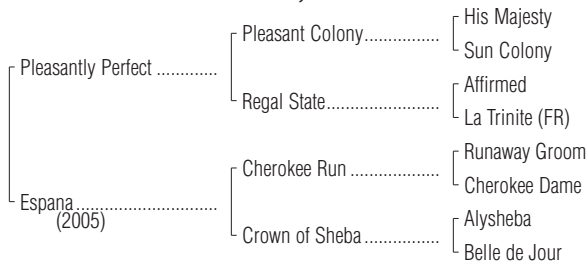 His Majesty
Pleasant Colony................
Sun Colony
Pleasantly Perfect .............
Affirmed
Regal State........................
La Trinite (FR)
Runaway Groom
Cherokee Run ....................
Cherokee Dame
Espana..............................
(2005)
Alysheba
Crown of Sheba ................
Belle de Jour